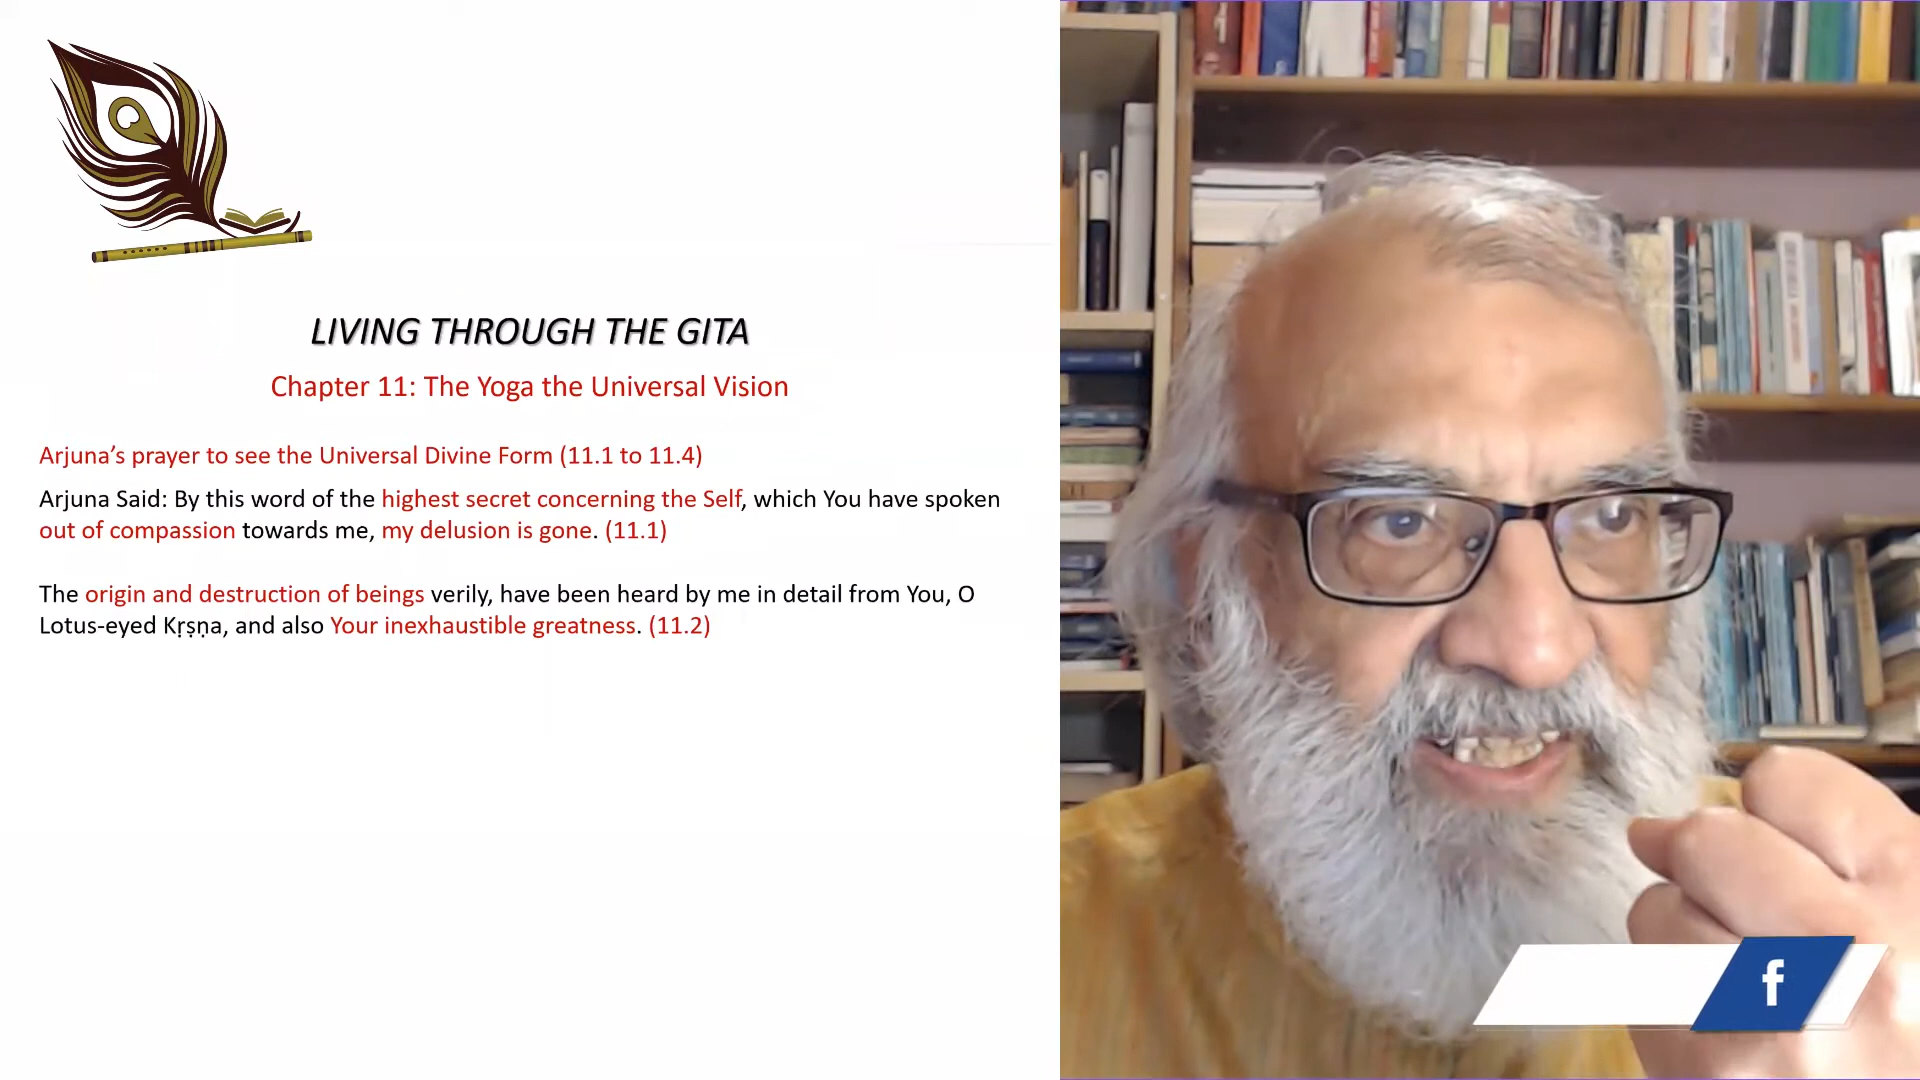 LIVING THROUGH THE GITA
Chapter 11: The Yoga the Universal Vision
Arjuna’s prayer to see the Universal Divine Form (11.1 to 11.4)
Arjuna Said: By this word of the highest secret concerning the Self, which You have spoken
out of compassion towards me, my delusion is gone. (11.1)
The origin and destruction of beings verily, have been heard by me in detail from You, O
Lotus-eyed Kṛṣṇa, and also Your inexhaustible greatness. (11.2)
f